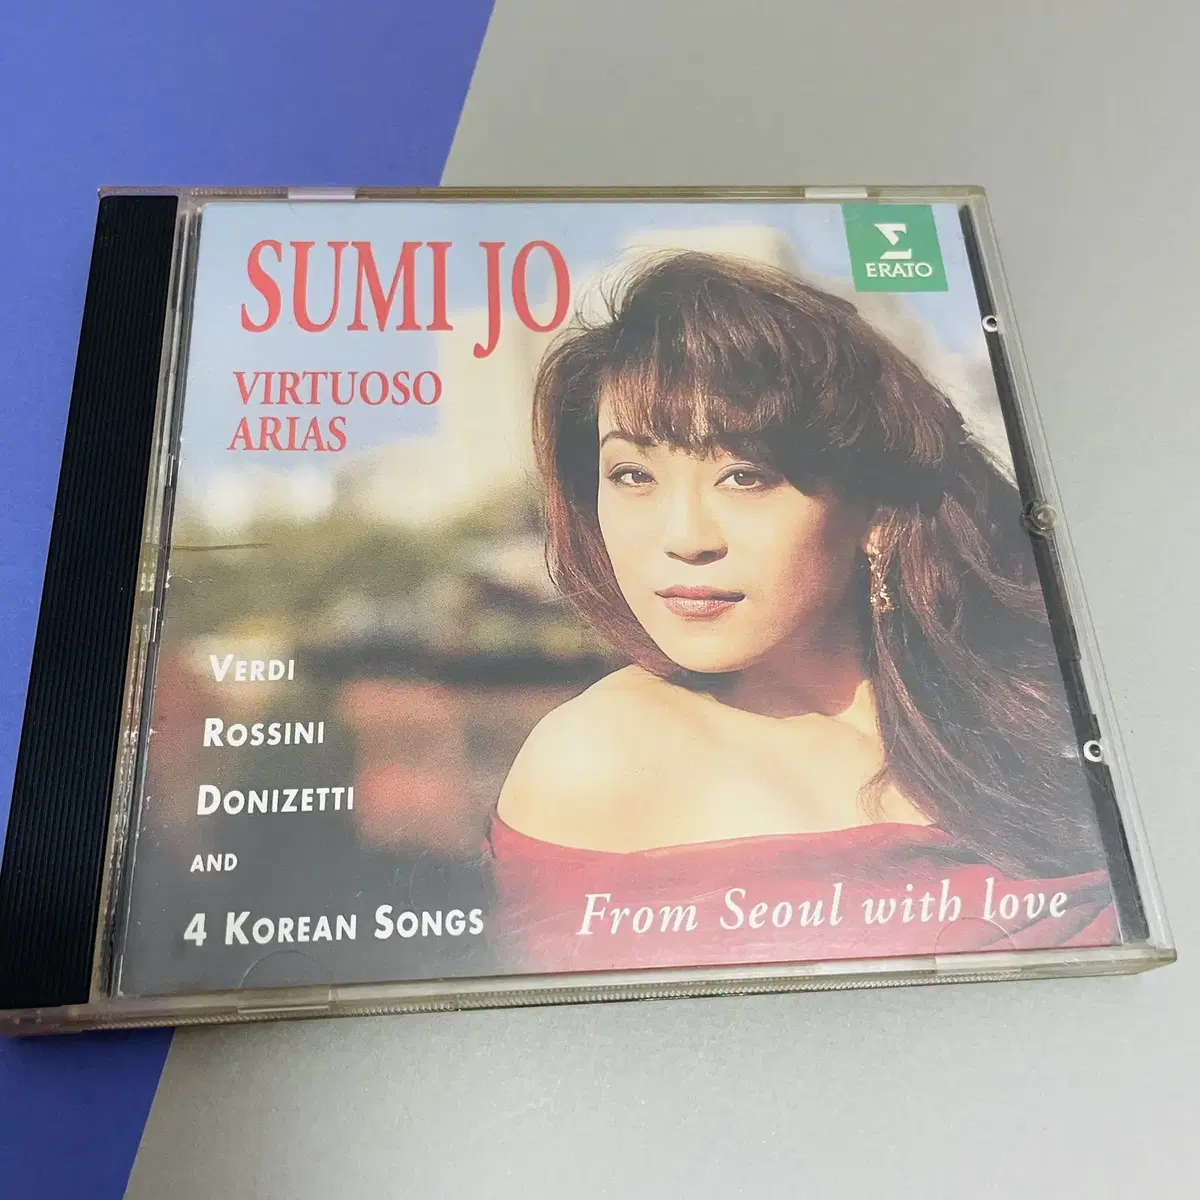 SUMI JO
VIRTUOSO
ARIAS
Σ
ERATO
VERDI
ROSSINI
DONIZETTI
AND
4 KOREAN SONGS
From Seoul with love